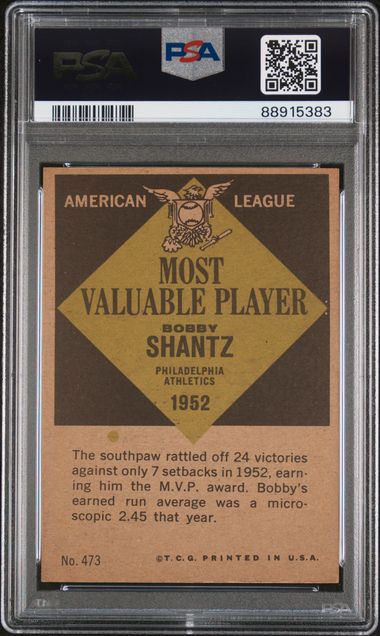 PSA
PSA
88915383
AMERICAN LEAGUE
MOST
VALUABLE PLAYER
BOBBY
SHANTZ
PHILADELPHIA
ATHLETICS
1952
The southpaw rattled off 24 victories
against only 7 setbacks in 1952, earn-
ing him the M.V.P. award. Bobby's
earned run average was a micro-
scopic 2.45 that year.
No. 473 ©T.C.G. PRINTED IN U.S.A.